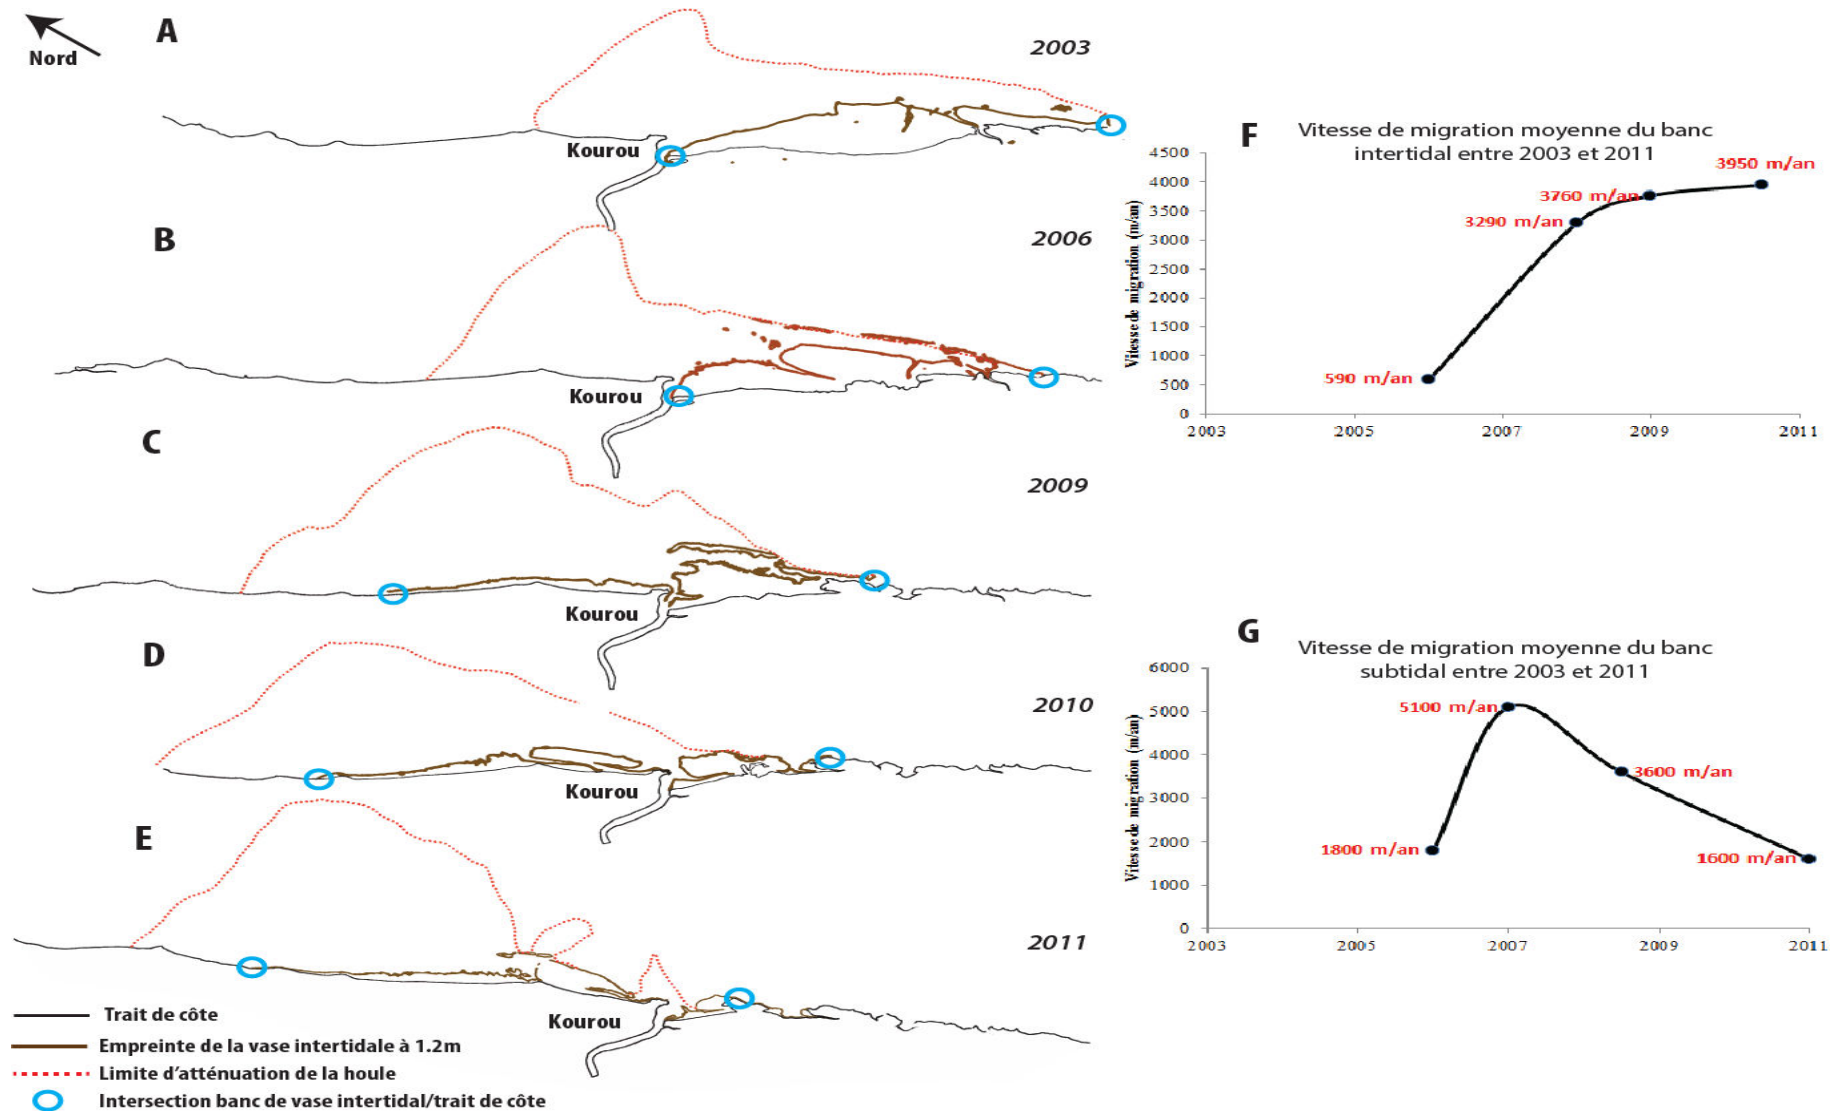 Nord
A
2003
Kourou
B
2006
Kourou
C
2009
Kourou
D
2010
Kourou
E
2011
Kourou
Trait de côte
Empreinte de la vase intertidale à 1.2m
Limite d'atténuation de la houle
Intersection banc de vase intertidal/trait de côte
F
Vitesse de migration moyenne du banc
intertidal entre 2003 et 2011
Vitesse de migration (m/an)
4500
4000
3500
3000
2500
2000
1500
1000
500
0
590 m/an
3290 m/an
3760 m/an
3950 m/an
2003 2005 2007 2009 2011
G
Vitesse de migration moyenne du banc
subtidal entre 2003 et 2011
Vitesse de migration (m/an)
6000
5000
4000
3000
2000
1000
0
1800 m/an
5100 m/an
3600 m/an
1600 m/an
2003 2005 2007 2009 2011